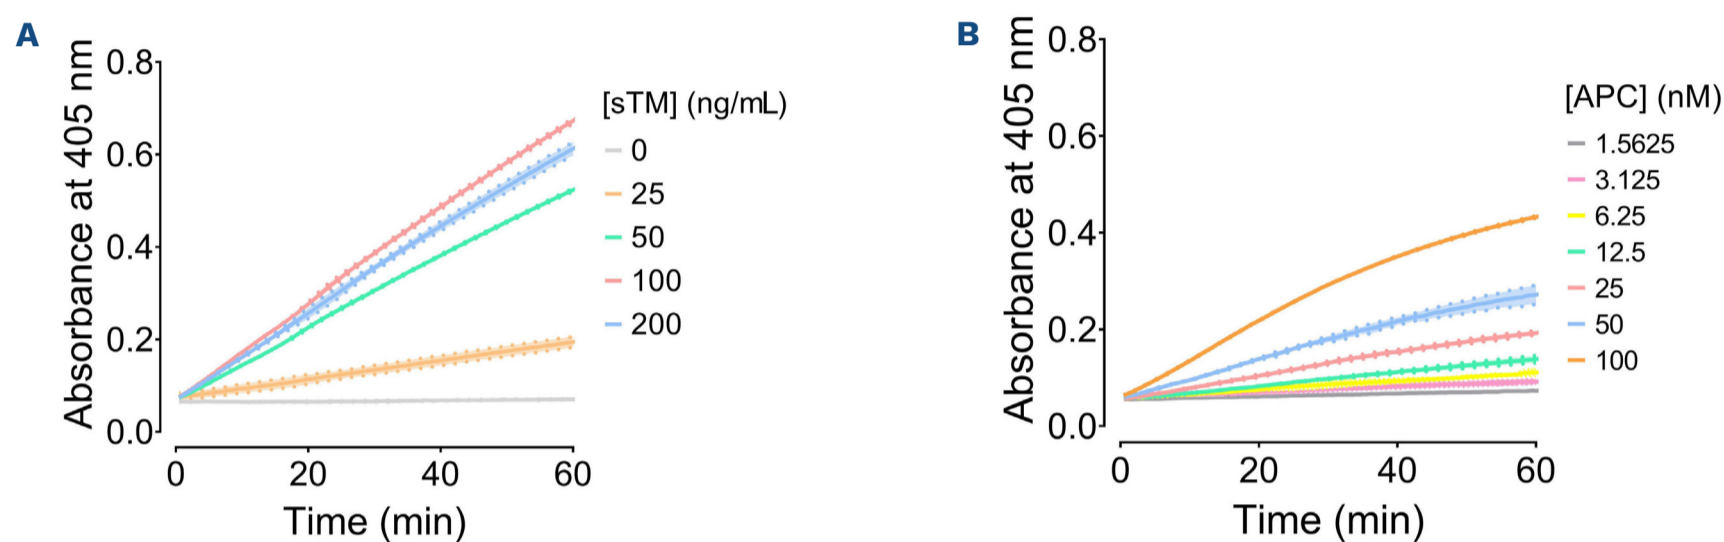 A
Absorbance at 405 nm
0.8
0.6
0.4
0.2
0.0
0 20 40 60
Time (min)
[sTM] (ng/mL)
0
25
50
100
200
B
Absorbance at 405 nm
0.8
0.6
0.4
0.2
0.0
0 20 40 60
Time (min)
[APC] (nM)
1.5625
3.125
6.25
12.5
25
50
100